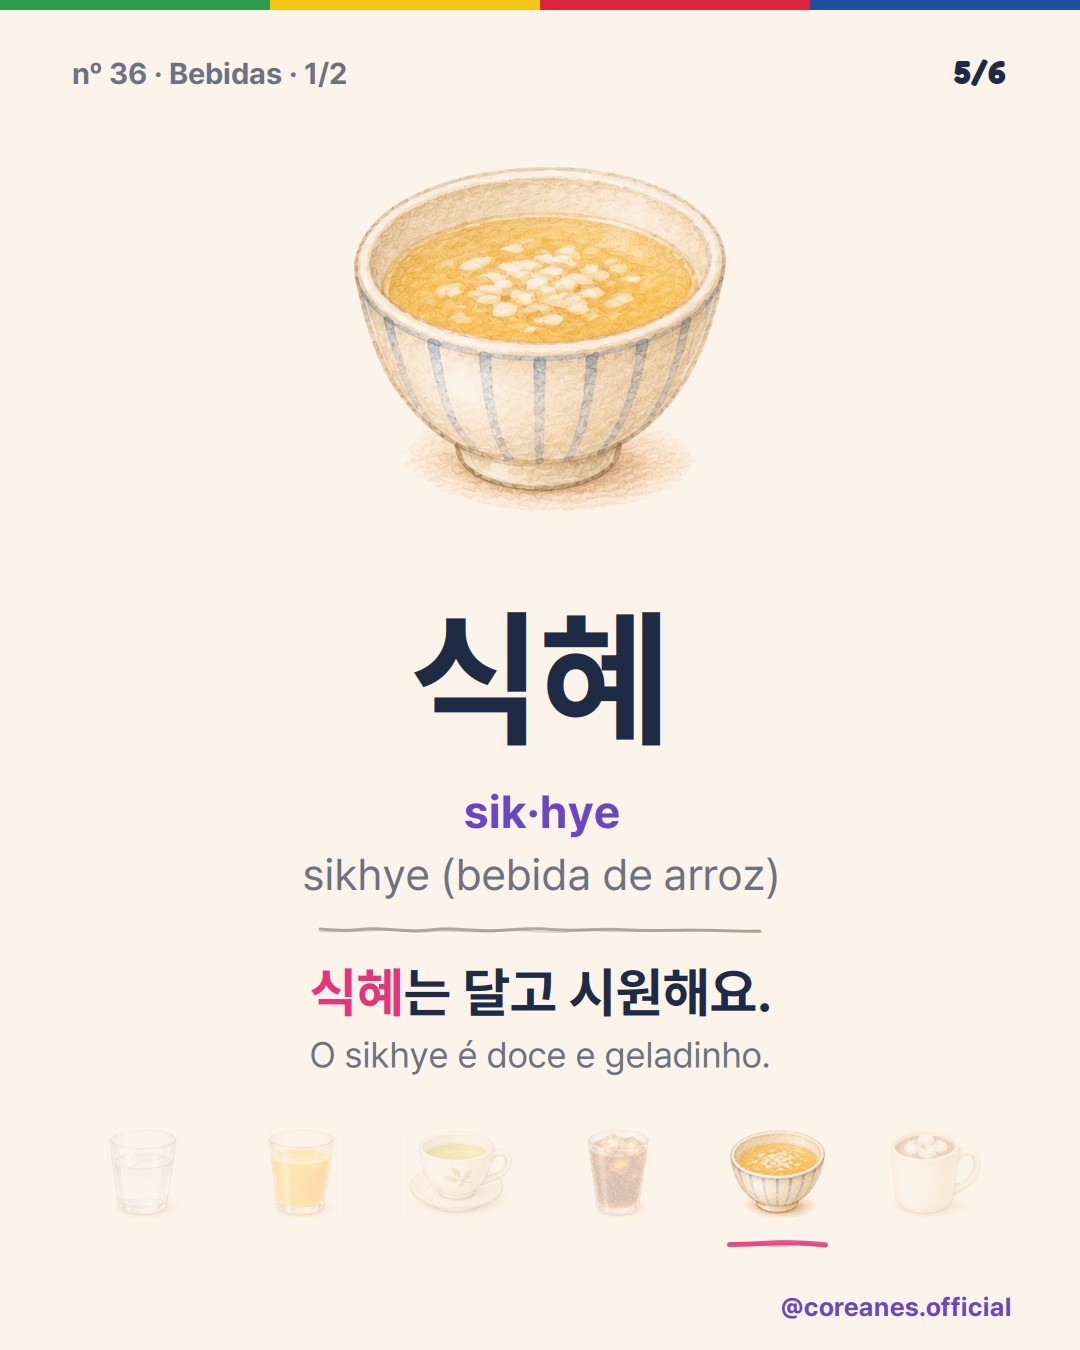 nº 36 · Bebidas · 1/2
5/6
식혜
sik·hye
sikhye (bebida de arroz)
식혜는 달고 시원해요.
O sikhye é doce e geladinho.
@coreanes.official